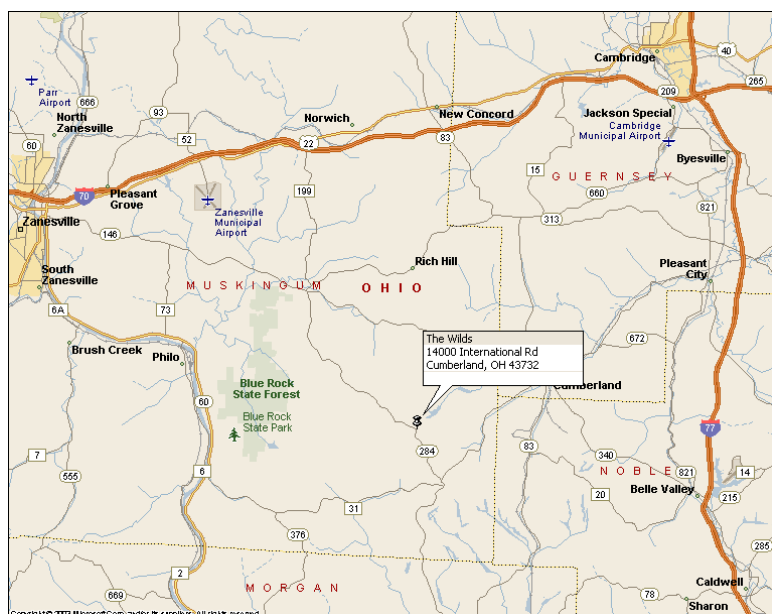 Cambridge
40
Parr
Airport
666
93
209
265
Norwich
New Concord
Jackson Special
Cambridge
Municipal Airport
North
Zanesville
60
52
22
83
Byesville
15
GUERNSEY
70
Pleasant
Grove
199
660
821
Zanesville
Municipal
Airport
313
Zanesville
146
Rich Hill
Pleasant
City
South
Zanesville
MUSKINGUM
OHIO
6A
73
The Wilds
14000 International Rd
Cumberland, OH 43732
672
Brush Creek
Philo
Cumberland
Blue Rock
State Forest
60
Blue Rock
State Park
77
284
83
340
NOBLE
821
14
7
555
6
20
Belle Valley
215
31
376
285
2
669
MORGAN
78
Caldwell
Sharon